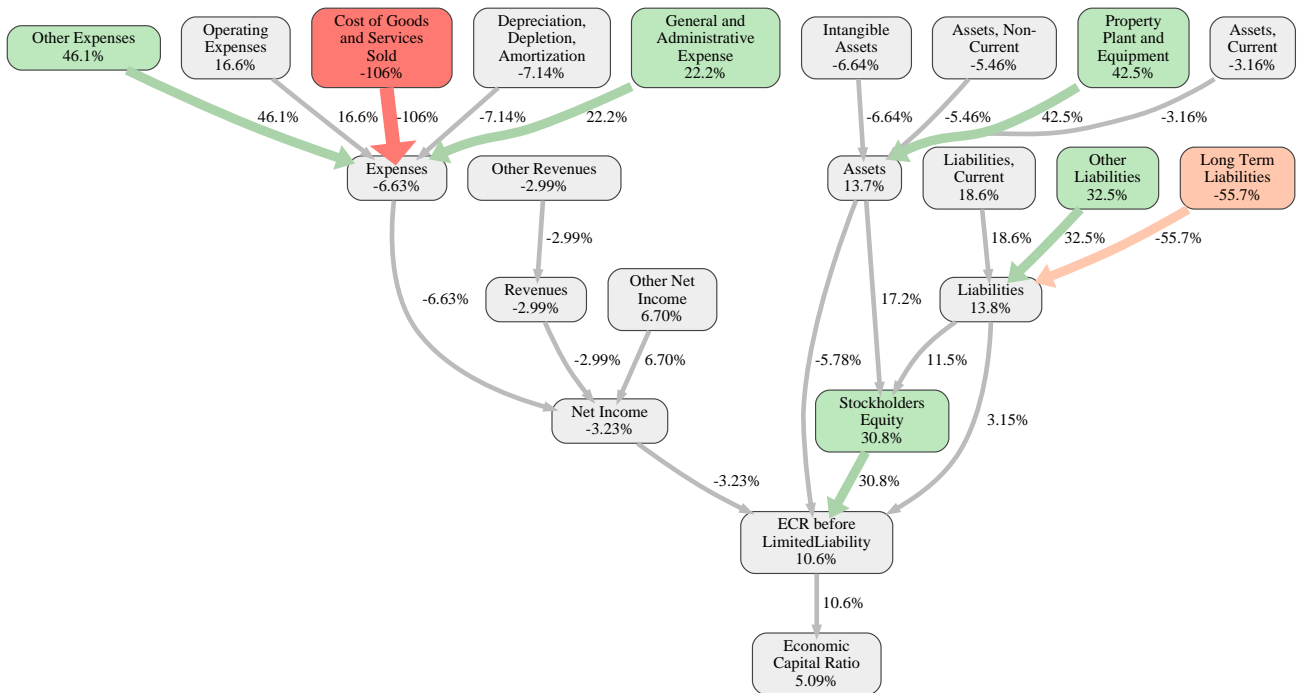 Other Expenses
46.1%
Operating
Expenses
16.6%
Cost of Goods
and Services
Sold
-106%
Depreciation,
Depletion,
Amortization
-7.14%
General and
Administrative
Expense
22.2%
Intangible
Assets
-6.64%
Assets, Non-
Current
-5.46%
Property
Plant and
Equipment
42.5%
Assets,
Current
-3.16%
46.1%
16.6%
-106%
-7.14%
22.2%
-6.64%
-5.46%
42.5%
-3.16%
Expenses
-6.63%
Other Revenues
-2.99%
Assets
13.7%
Liabilities,
Current
18.6%
Other
Liabilities
32.5%
Long Term
Liabilities
-55.7%
-2.99%
18.6%
32.5%
-55.7%
-6.63%
Revenues
-2.99%
Other Net
Income
6.70%
17.2%
Liabilities
13.8%
-2.99%
6.70%
-5.78%
11.5%
Net Income
-3.23%
Stockholders
Equity
30.8%
3.15%
-3.23%
30.8%
ECR before
LimitedLiability
10.6%
10.6%
Economic
Capital Ratio
5.09%